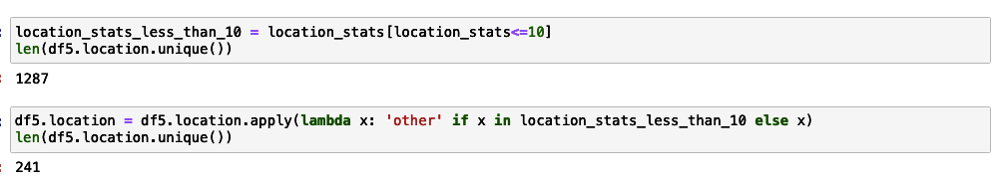 location_stats_less_than_10 = location_stats[location_stats<=10]
len(df5.location.unique())
1287
df5.location = df5.location.apply(lambda x: 'other' if x in location_stats_less_than_10 else x)
len(df5.location.unique())
241